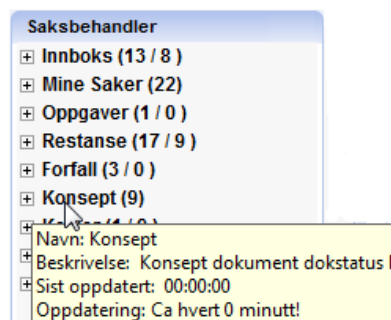 Saksbehandler
Innboks (13 / 8 )
Mine Saker (22)
Oppgaver (1 / 0 )
Restanse (17 / 9 )
Forfall (3 / 0 )
Konsept (9)
Navn: Konsept
Beskrivelse: Konsept dokument dokstatus
Sist oppdatert: 00:00:00
Oppdatering: Ca hvert 0 minutt!